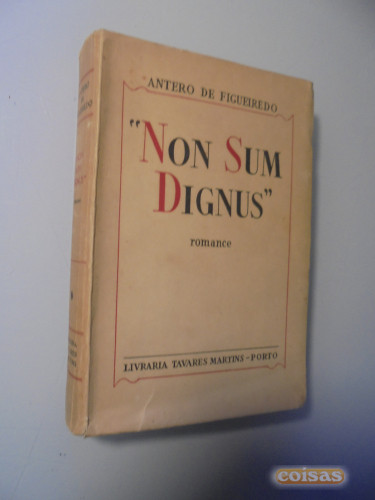 ANTERO DE FIGUEIREDO
"NON SUM
DIGNUS"
romance
LIVRARIA TAVARES MARTINS-PORTO
coisas